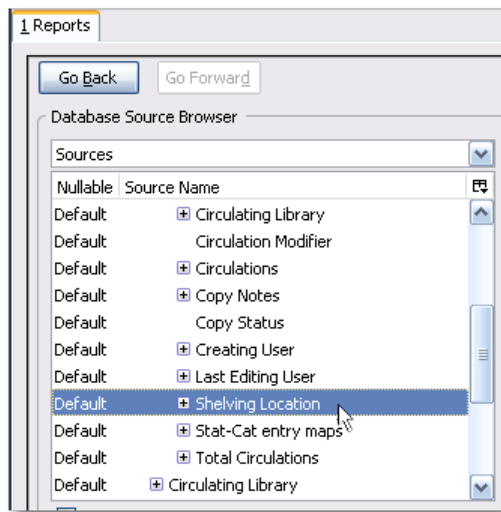 1 Reports
Go Back Go Forward
Database Source Browser
Sources
Nullable Source Name
Default Circulating Library
Default Circulation Modifier
Default Circulations
Default Copy Notes
Default Copy Status
Default Creating User
Default Last Editing User
Default Shelving Location
Default Stat-Cat entry maps
Default Total Circulations
Default Circulating Library